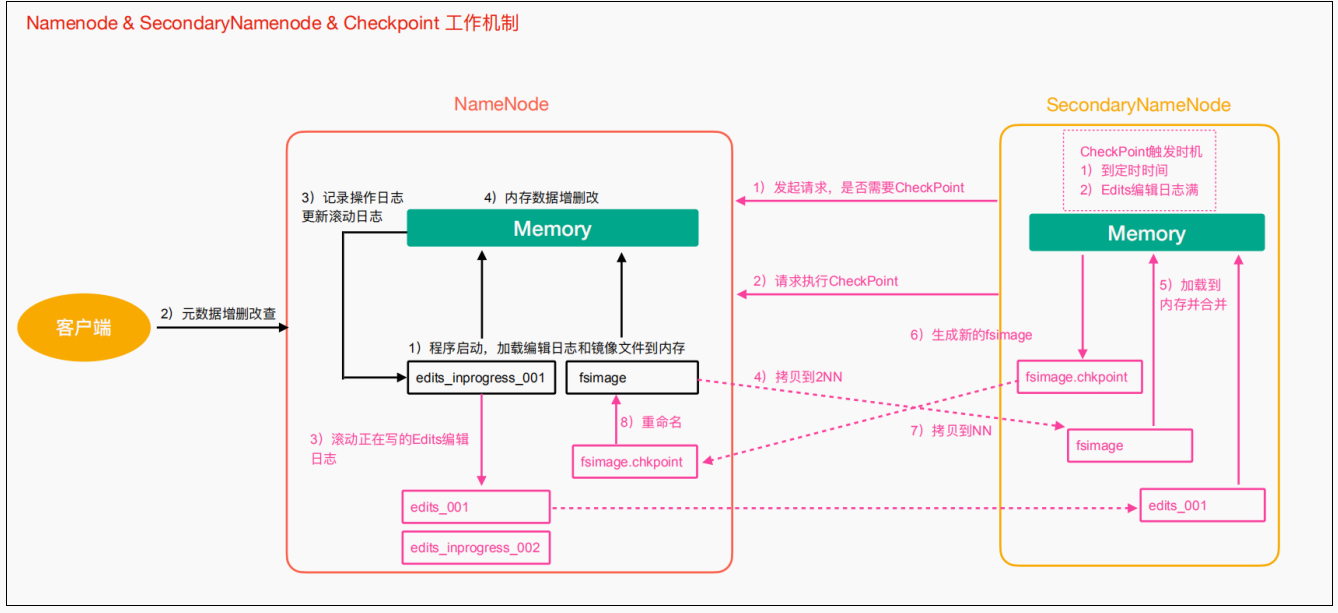 Namenode & SecondaryNamenode & Checkpoint 工作机制
NameNode
SecondaryNameNode
CheckPoint触发时机
1）到定时时间
2）Edits编辑日志满
3）记录操作日志
更新滚动日志
4）内存数据增删改
Memory
1）发起请求，是否需要CheckPoint
Memory
2）请求执行CheckPoint
5）加载到
内存并合并
客户端
2）元数据增删改查
6）生成新的fsimage
1）程序启动，加载编辑日志和镜像文件到内存
edits_inprogress_001
fsimage
4）拷贝到2NN
fsimage.chkpoint
8）重命名
7）拷贝到NN
3）滚动正在写的Edits编辑
日志
fsimage.chkpoint
fsimage
edits_001
edits_001
edits_inprogress_002